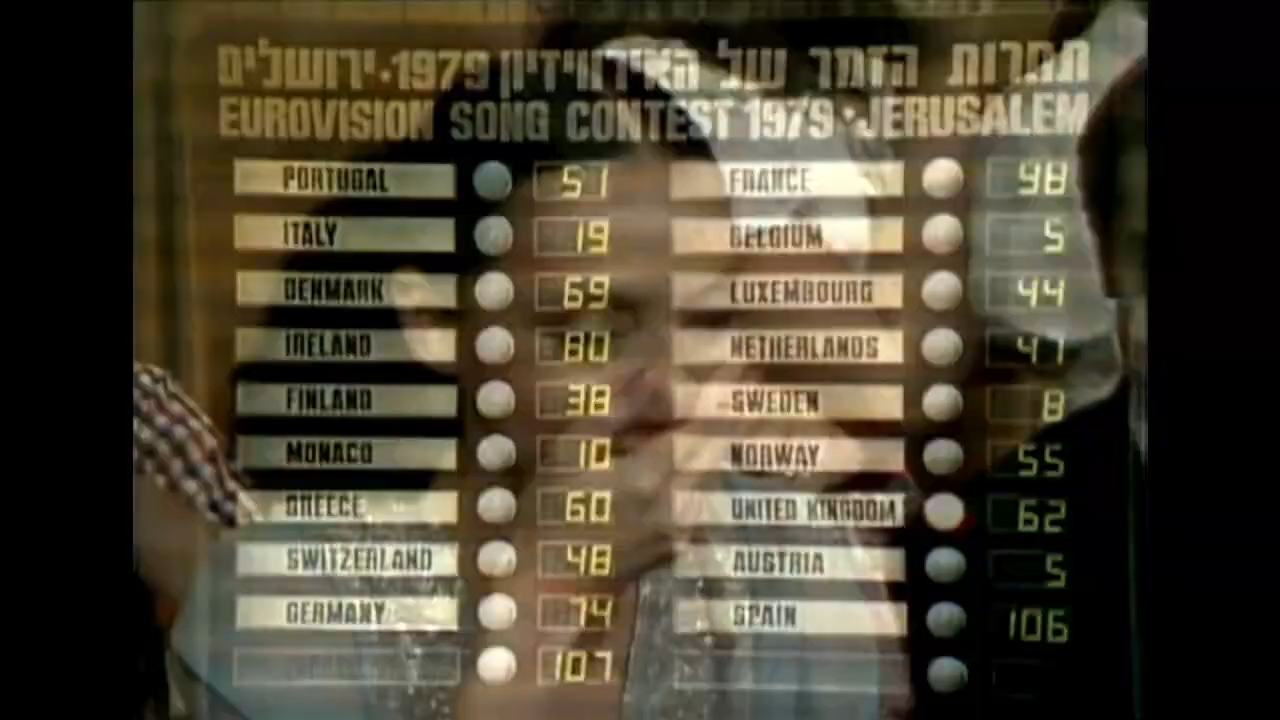 תחרות הזמר של האירוויזיון 1979 • ירושלים
EUROVISION SONG CONTEST 1979 • JERUSALEM
PORTUGAL 51 FRANCE 98
ITALY 19 BELGIUM 5
DENMARK 69 LUXEMBOURG 44
IRELAND 80 NETHERLANDS 47
FINLAND 38 SWEDEN 8
MONACO 10 NORWAY 55
GREECE 60 UNITED KINGDOM 62
SWITZERLAND 48 AUSTRIA 5
GERMANY 74 SPAIN 106
107